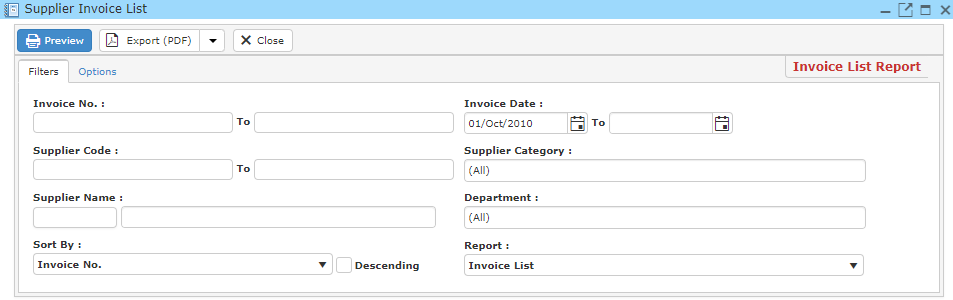 Supplier Invoice List
Preview Export (PDF) Close
Filters Options Invoice List Report
Invoice No. : Invoice Date :
To 01/Oct/2010 To
Supplier Code : Supplier Category :
To (All)
Supplier Name : Department :
(All)
Sort By : Report :
Invoice No. Descending Invoice List